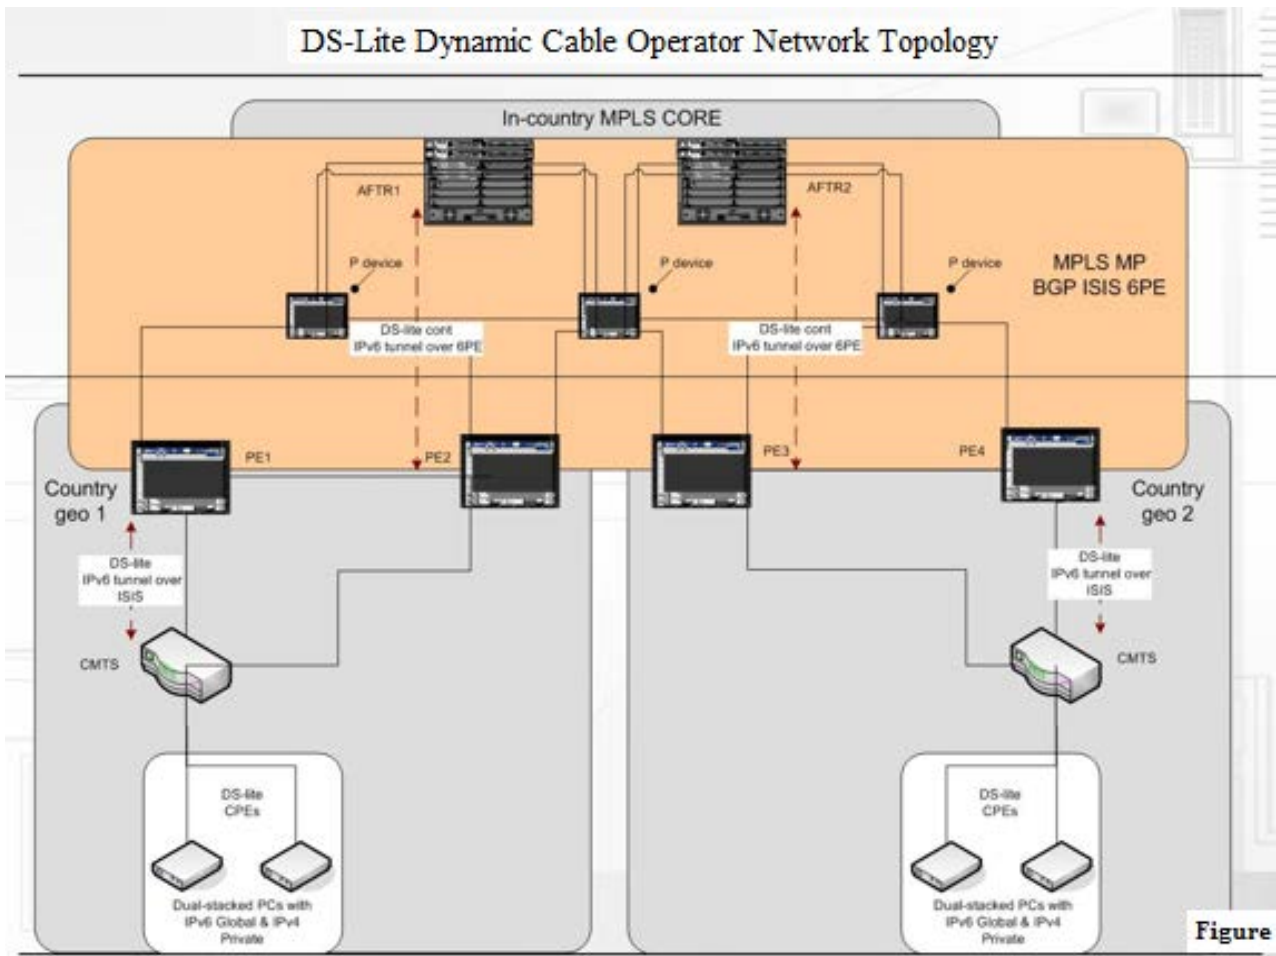 DS-Lite Dynamic Cable Operator Network Topology
In-country MPLS CORE
AFTR1
AFTR2
P device
P device
P device
MPLS MP
BGP ISIS 6PE
DS-lite cont
IPv6 tunnel over 6PE
DS-lite cont
IPv6 tunnel over 6PE
PE1
PE2
PE3
PE4
Country
geo 1
Country
geo 2
DS-lite
IPv6 tunnel over
ISIS
DS-lite
IPv6 tunnel over
ISIS
CMTS
CMTS
DS-lite
CPEs
DS-lite
CPEs
Dual-stacked PCs with
IPv6 Global & IPv4
Private
Dual-stacked PCs with
IPv6 Global & IPv4
Private
Figure